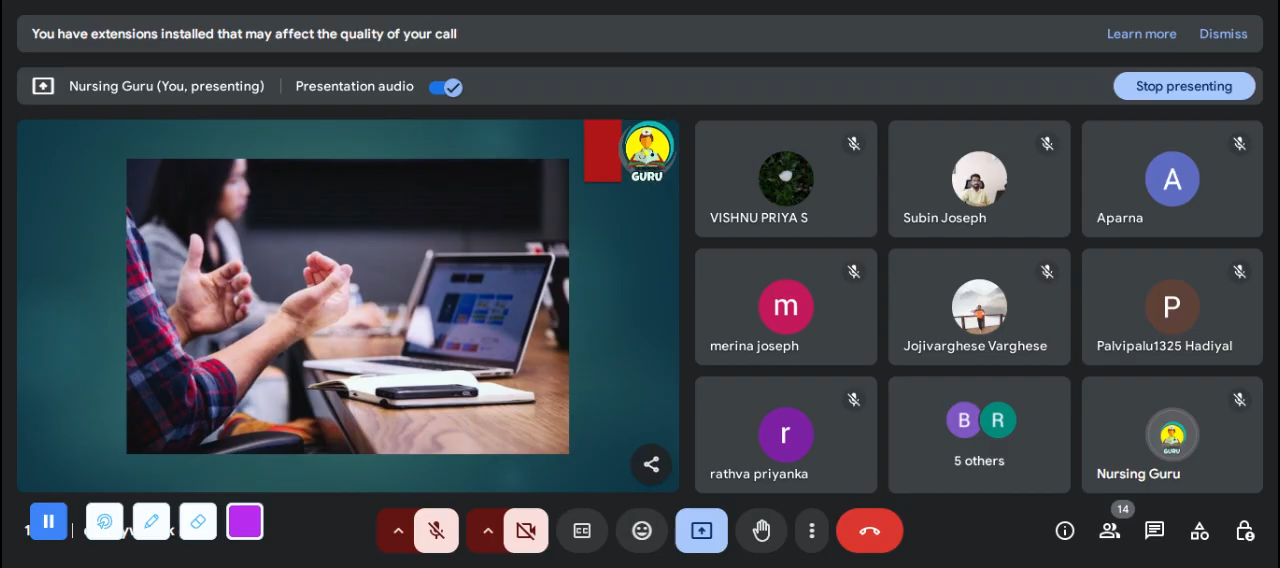 You have extensions installed that may affect the quality of your call
Learn more
Dismiss
Nursing Guru (You, presenting)
Presentation audio
Stop presenting
GURU
VISHNU PRIYA S
Subin Joseph
A
Aparna
m
merina joseph
Jojivarghese Varghese
P
Palvipalu1325 Hadiyal
r
rathva priyanka
B
R
5 others
GURU
Nursing Guru
14
CC